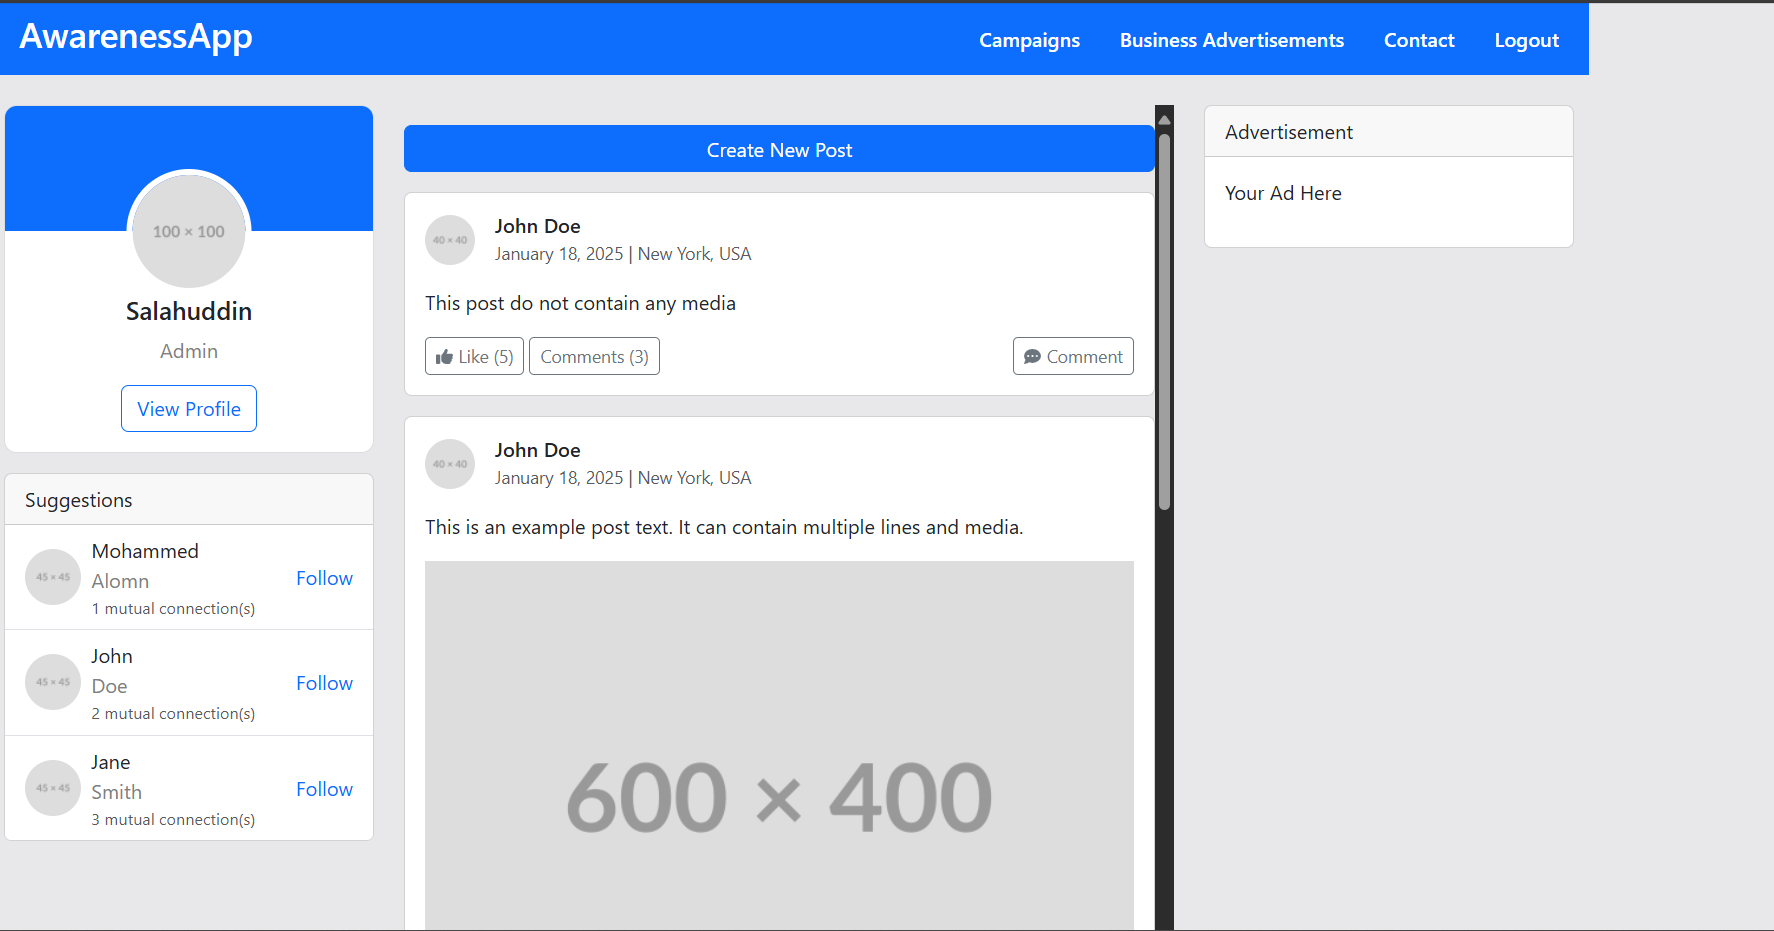 AwarenessApp
Campaigns Business Advertisements Contact Logout
100 × 100
Salahuddin
Admin
View Profile
Suggestions
45 × 45
Mohammed
Alomn
1 mutual connection(s)
Follow
45 × 45
John
Doe
2 mutual connection(s)
Follow
45 × 45
Jane
Smith
3 mutual connection(s)
Follow
Create New Post
40 × 40
John Doe
January 18, 2025 | New York, USA
This post do not contain any media
Like (5) Comments (3) Comment
40 × 40
John Doe
January 18, 2025 | New York, USA
This is an example post text. It can contain multiple lines and media.
600 × 400
Advertisement
Your Ad Here